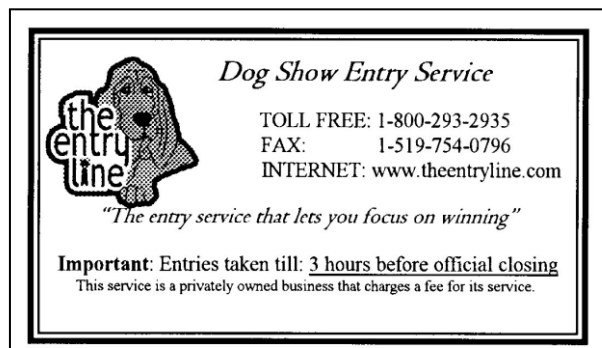 Dog Show Entry Service
the
entry
line
TOLL FREE: 1-800-293-2935
FAX: 1-519-754-0796
INTERNET: www.theentryline.com
"The entry service that lets you focus on winning"
Important: Entries taken till: 3 hours before official closing
This service is a privately owned business that charges a fee for its service.